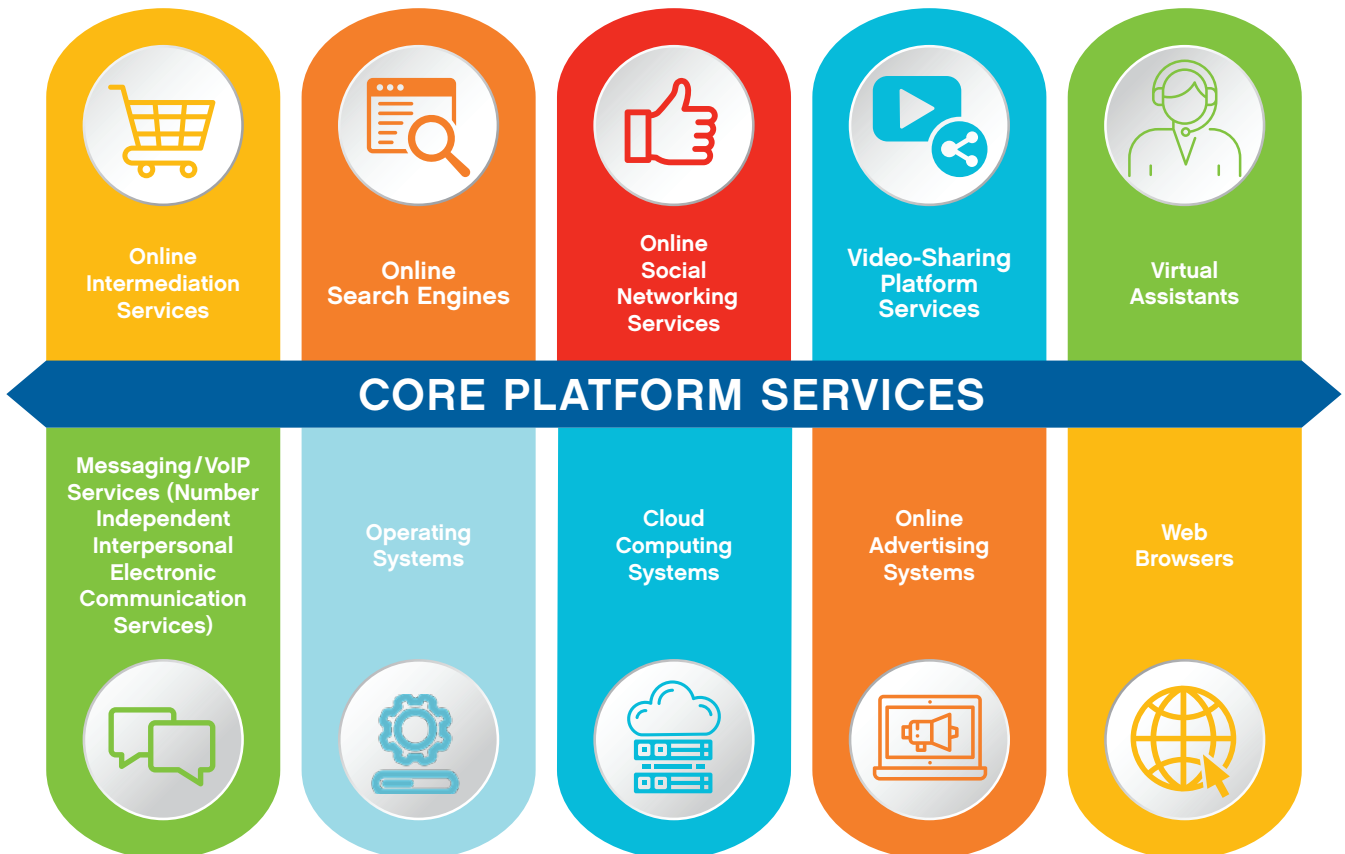 Online
Intermediation
Services
Online
Search Engines
Online
Social
Networking
Services
Video-Sharing
Platform
Services
Virtual
Assistants
CORE PLATFORM SERVICES
Messaging/VoIP
Services (Number
Independent
Interpersonal
Electronic
Communication
Services)
Operating
Systems
Cloud
Computing
Systems
Online
Advertising
Systems
Web
Browsers